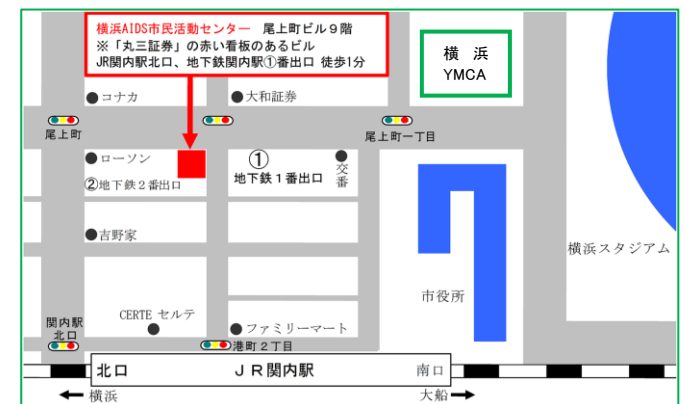 横浜AIDS市民活動センター 尾上町ビル９階
※「丸三証券」の赤い看板のあるビル
JR関内駅北口、地下鉄関内駅①番出口 徒歩1分
横 浜
YMCA
コナカ
大和証券
尾上町
尾上町一丁目
ローソン
①
地下鉄１番出口
交番
②地下鉄２番出口
吉野家
横浜スタジアム
市役所
CERTE セルテ
関内駅
北口
ファミリーマート
港町２丁目
北口
ＪＲ関内駅
南口
横浜
大船